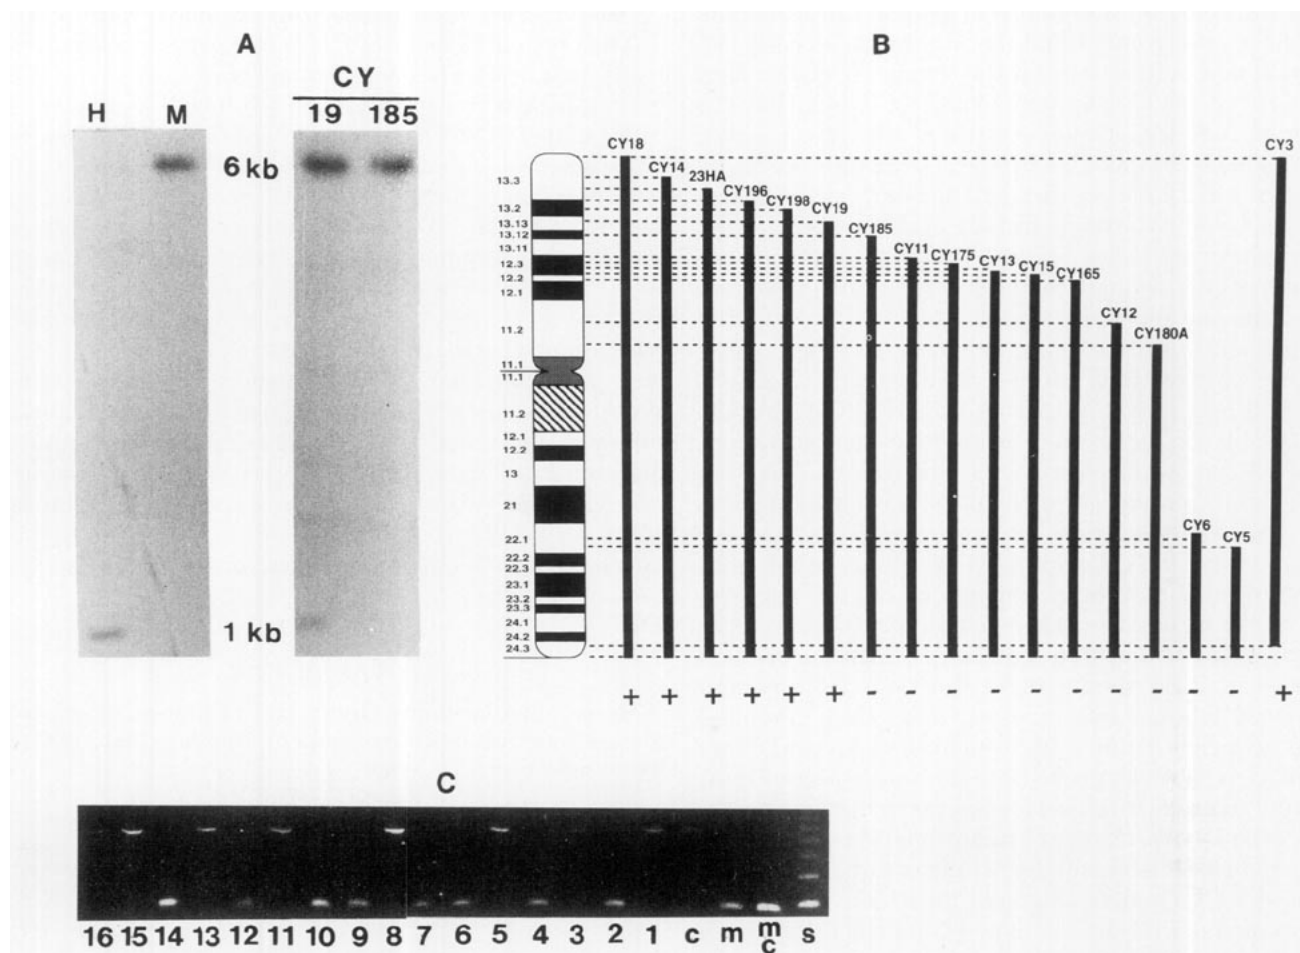 A
B
CY
H M 19 185
6 kb
1 kb
CY18
CY3
CY14
23HA
CY196
CY198
CY19
CY185
CY11
CY175
CY13
CY15
CY165
CY12
CY180A
CY6
CY5
13.3
13.2
13.13
13.12
13.11
12.3
12.2
12.1
11.2
11.1
11.1
11.2
12.1
12.2
13
21
22.1
22.2
22.3
23.1
23.2
23.3
24.1
24.2
24.3
+ + + + + + - - - - - - - - - - +
C
16 15 14 13 12 11 10 9 8 7 6 5 4 3 2 1 c m m s
c